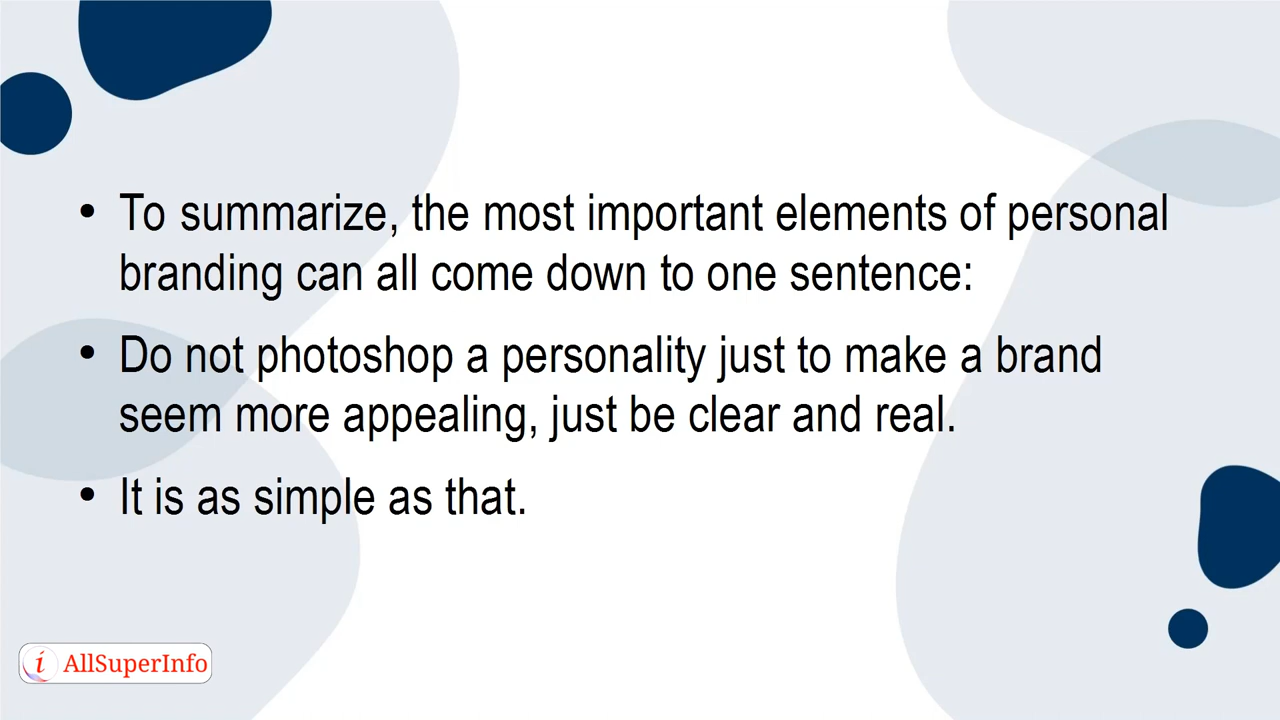 • To summarize, the most important elements of personal
branding can all come down to one sentence:
• Do not photoshop a personality just to make a brand
seem more appealing, just be clear and real.
• It is as simple as that.
i AllSuperInfo